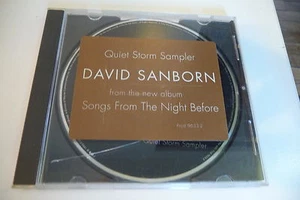 Quiet Storm Sampler
DAVID SANBORN
from the new album
Songs From The Night Before
Quiet Storm Sampler